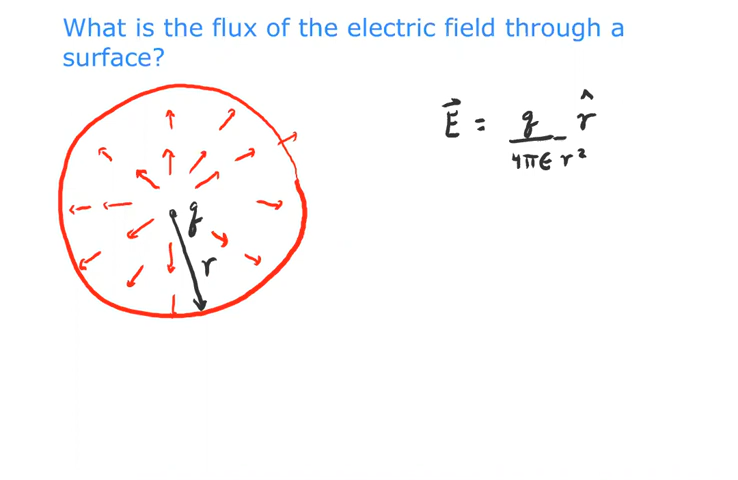 What is the flux of the electric field through a
surface?
E⃗ = q / 4πϵ r² r̂
q
r